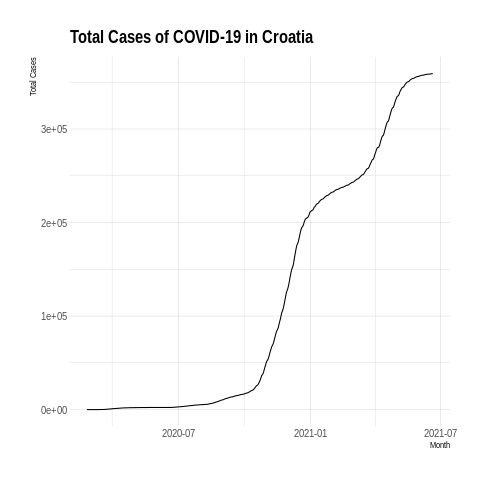 Total Cases of COVID-19 in Croatia
Total Cases
3e+05
2e+05
1e+05
0e+00
2020-07
2021-01
2021-07
Month